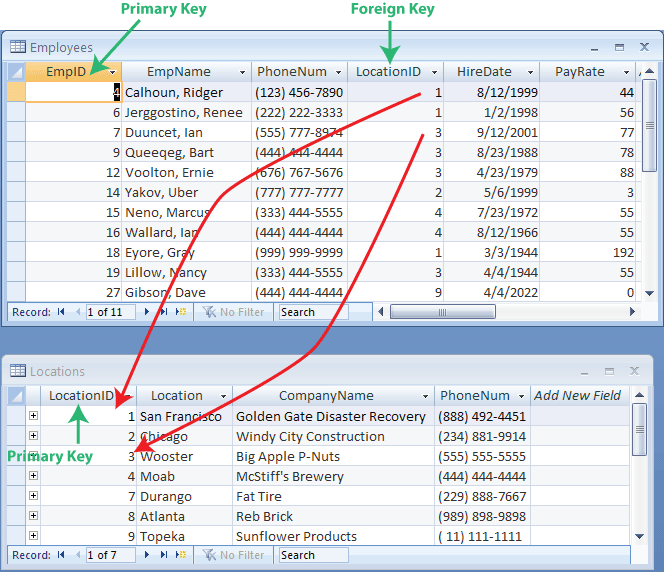 Primary Key Foreign Key
Employees
EmpID EmpName PhoneNum LocationID HireDate PayRate
4 Calhoun, Ridger (123) 456-7890 1 8/12/1999 44
6 Jerggostino, Renee (222) 222-3333 1 1/2/1998 56
7 Duuncet, Ian (555) 777-8974 3 9/12/2001 77
9 Queeqeg, Bart (444) 444-4444 3 8/23/1988 78
12 Voolton, Ernie (676) 767-5676 3 4/23/1979 88
14 Yakov, Uber (777) 777-7777 2 5/6/1999 3
15 Neno, Marcus (333) 444-5555 4 7/23/1972 55
16 Wallard, Ian (444) 444-4444 4 8/12/1966 55
18 Eyore, Gray (999) 999-9999 1 3/3/1944 192
19 Lillow, Nancy (333) 444-5555 3 4/4/1944 55
27 Gibson, Dave (444) 444-4444 9 4/4/2022 0
Record: 1 of 11 No Filter Search
Locations
LocationID Location CompanyName PhoneNum Add New Field
1 San Francisco Golden Gate Disaster Recovery (888) 492-4451
2 Chicago Windy City Construction (234) 881-9914
Primary Key
3 Wooster Big Apple P-Nuts (555) 555-5555
4 Moab McStiff's Brewery (444) 444-4444
7 Durango Fat Tire (229) 888-7667
8 Atlanta Reb Brick (989) 898-9898
9 Topeka Sunflower Products ( 11) 111-1111
Record: 1 of 7 No Filter Search